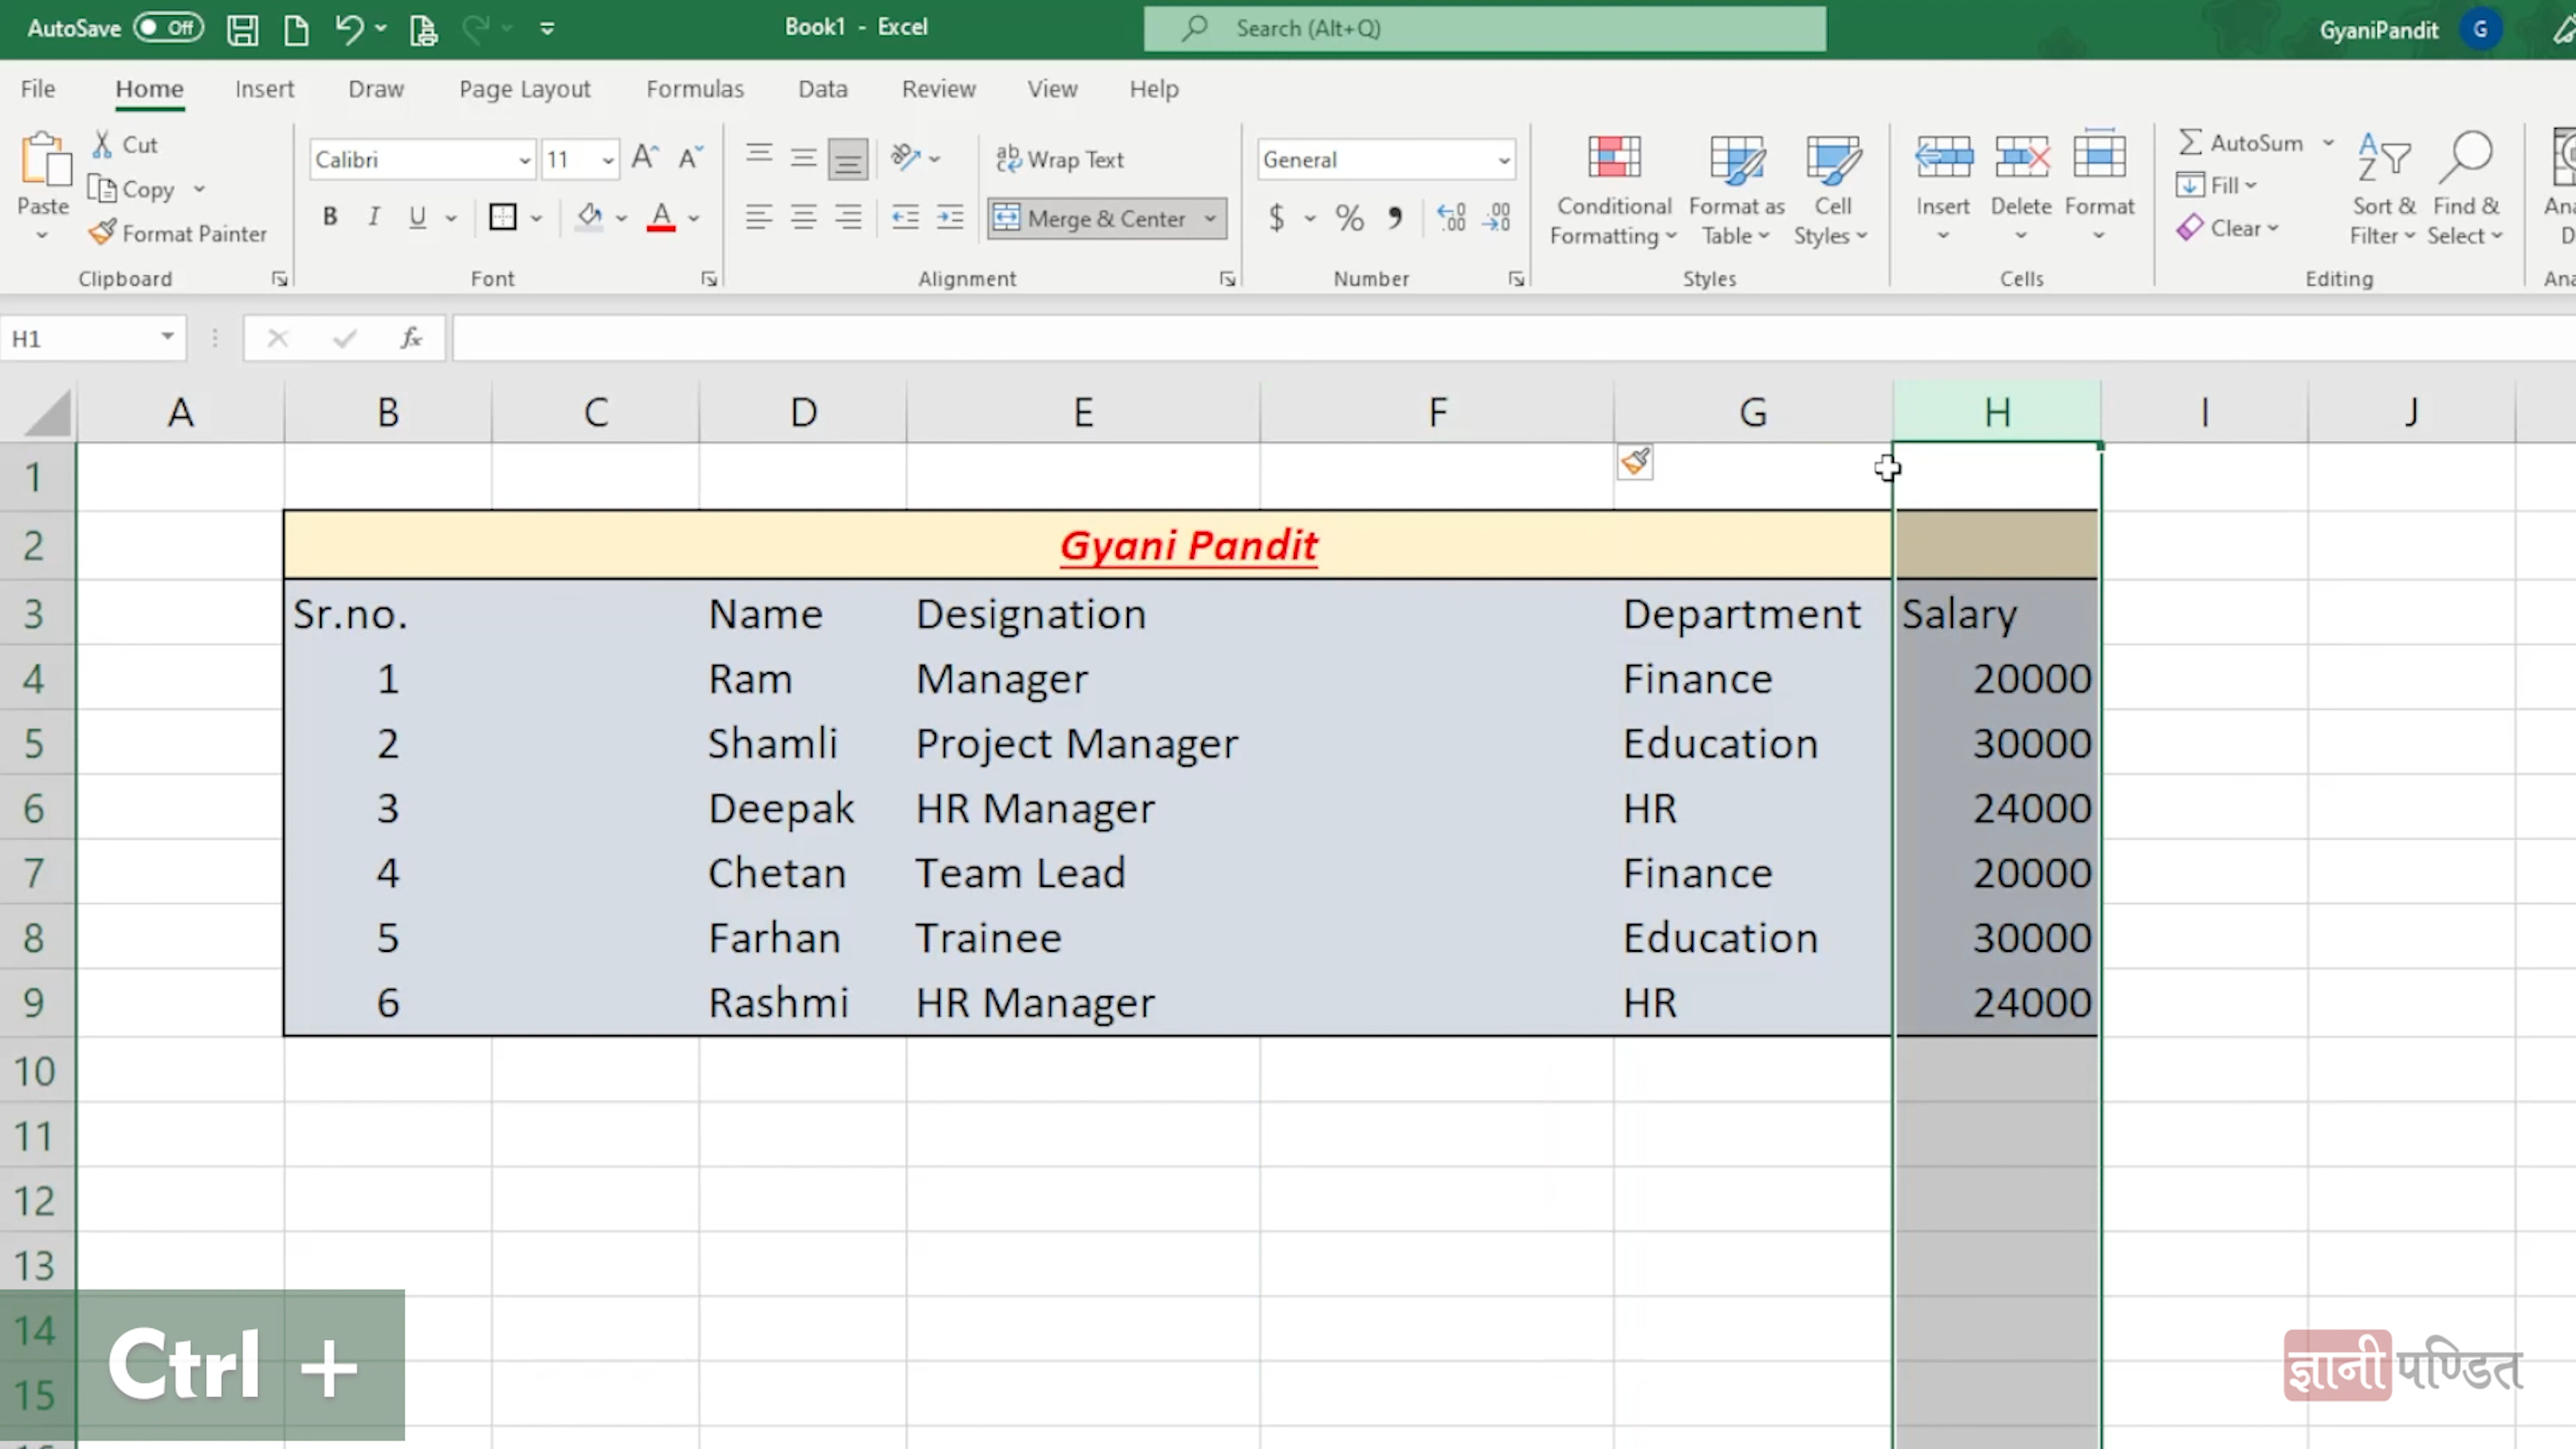 AutoSave Off Book1 - Excel Search (Alt+Q) GyaniPandit G
File Home Insert Draw Page Layout Formulas Data Review View Help
Paste
Cut
Copy
Format Painter
Clipboard
Calibri 11
B I U
Font
Wrap Text
Merge & Center
Alignment
General
$ % ,
Number
Conditional Formatting
Format as Table
Cell Styles
Styles
Insert Delete Format
Cells
AutoSum
Fill
Clear
Sort & Filter
Find & Select
Editing
H1 fx
A B C D E F G H I J
1
2 Gyani Pandit
3 Sr.no. Name Designation Department Salary
4 1 Ram Manager Finance 20000
5 2 Shamli Project Manager Education 30000
6 3 Deepak HR Manager HR 24000
7 4 Chetan Team Lead Finance 20000
8 5 Farhan Trainee Education 30000
9 6 Rashmi HR Manager HR 24000
10
11
12
13
14
15
Ctrl +
ज्ञानी पण्डित